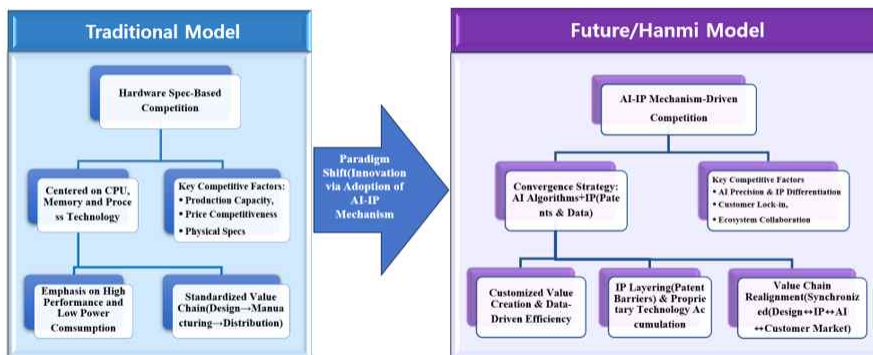 Traditional Model
Hardware Spec-Based
Competition
Centered on CPU,
Memory and Proce
ss Technology
Key Competitive Factors:
• Production Capacity,
• Price Competitiveness
• Physical Specs
Emphasis on High
Performance and
Low Power
Comsumption
Standardized Value
Chain(Design→Manua
cturing→Distribution)
Paradigm
Shift(Innovation
via Adoption of
AI-IP
Mechanism
Future/Hanmi Model
AI-IP Mechanism-Driven
Competition
Convergence Strategy:
AI Algorithms+IP(Pate
nts & Data)
Key Competitive Factors
• AI Precision & IP Differentiation
• Customer Lock-in,
• Ecosystem Collaboration
Customized Value
Creation & Data-
Driven Efficiency
IP Layering(Patent
Barriers) & Proprie
tary Technology Ac
cumulation
Value Chain
Realignment(Synchroniz
ed(Design↔IP↔AI
↔Customer Market)